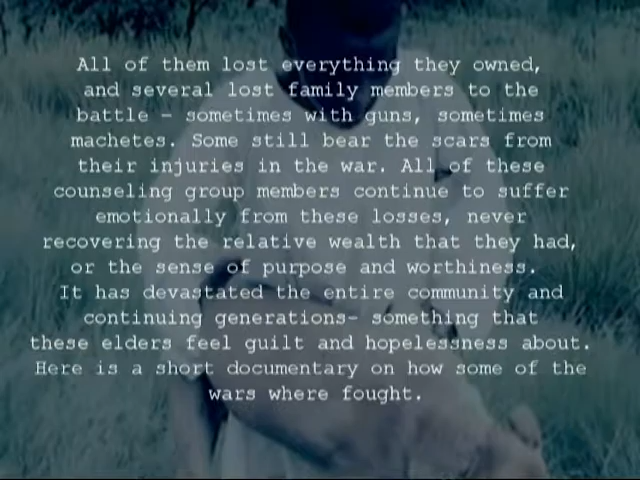 All of them lost everything they owned,
and several lost family members to the
battle - sometimes with guns, sometimes
machetes. Some still bear the scars from
their injuries in the war. All of these
counseling group members continue to suffer
emotionally from these losses, never
recovering the relative wealth that they had,
or the sense of purpose and worthiness.
It has devastated the entire community and
continuing generations- something that
these elders feel guilt and hopelessness about.
Here is a short documentary on how some of the
wars where fought.